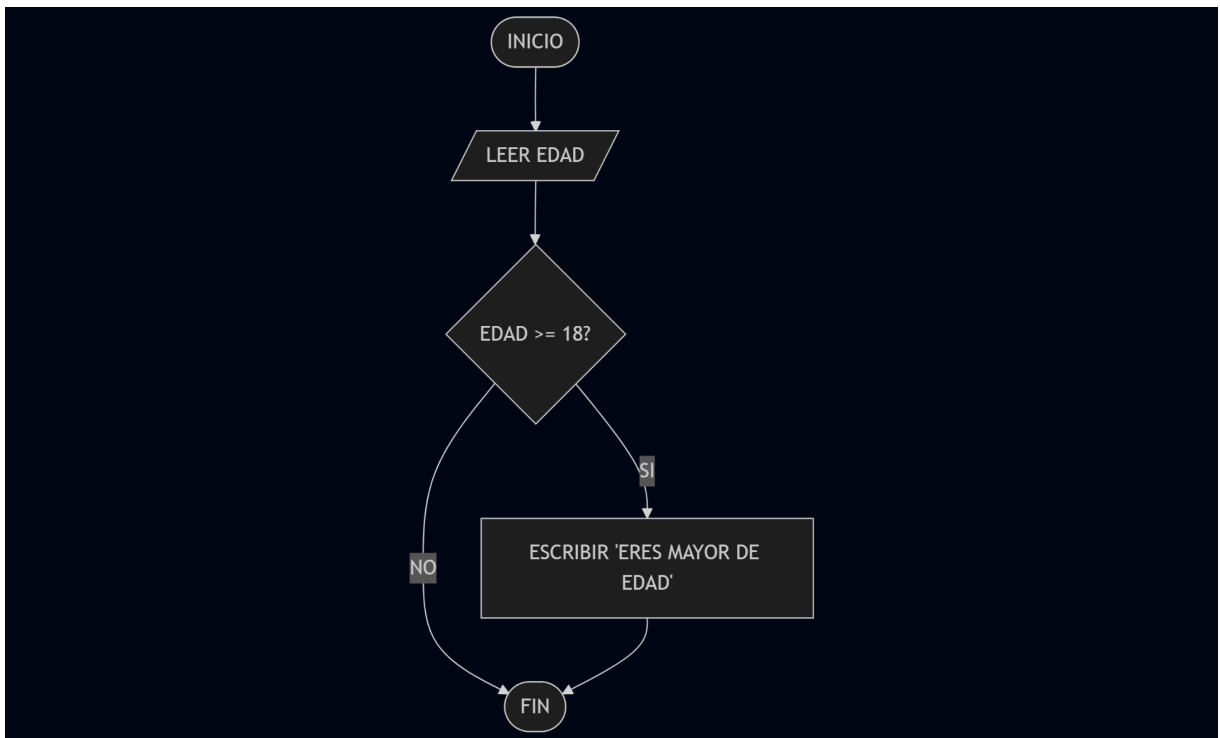 INICIO
LEER EDAD
EDAD >= 18?
SI
ESCRIBIR 'ERES MAYOR DE
EDAD'
NO
FIN